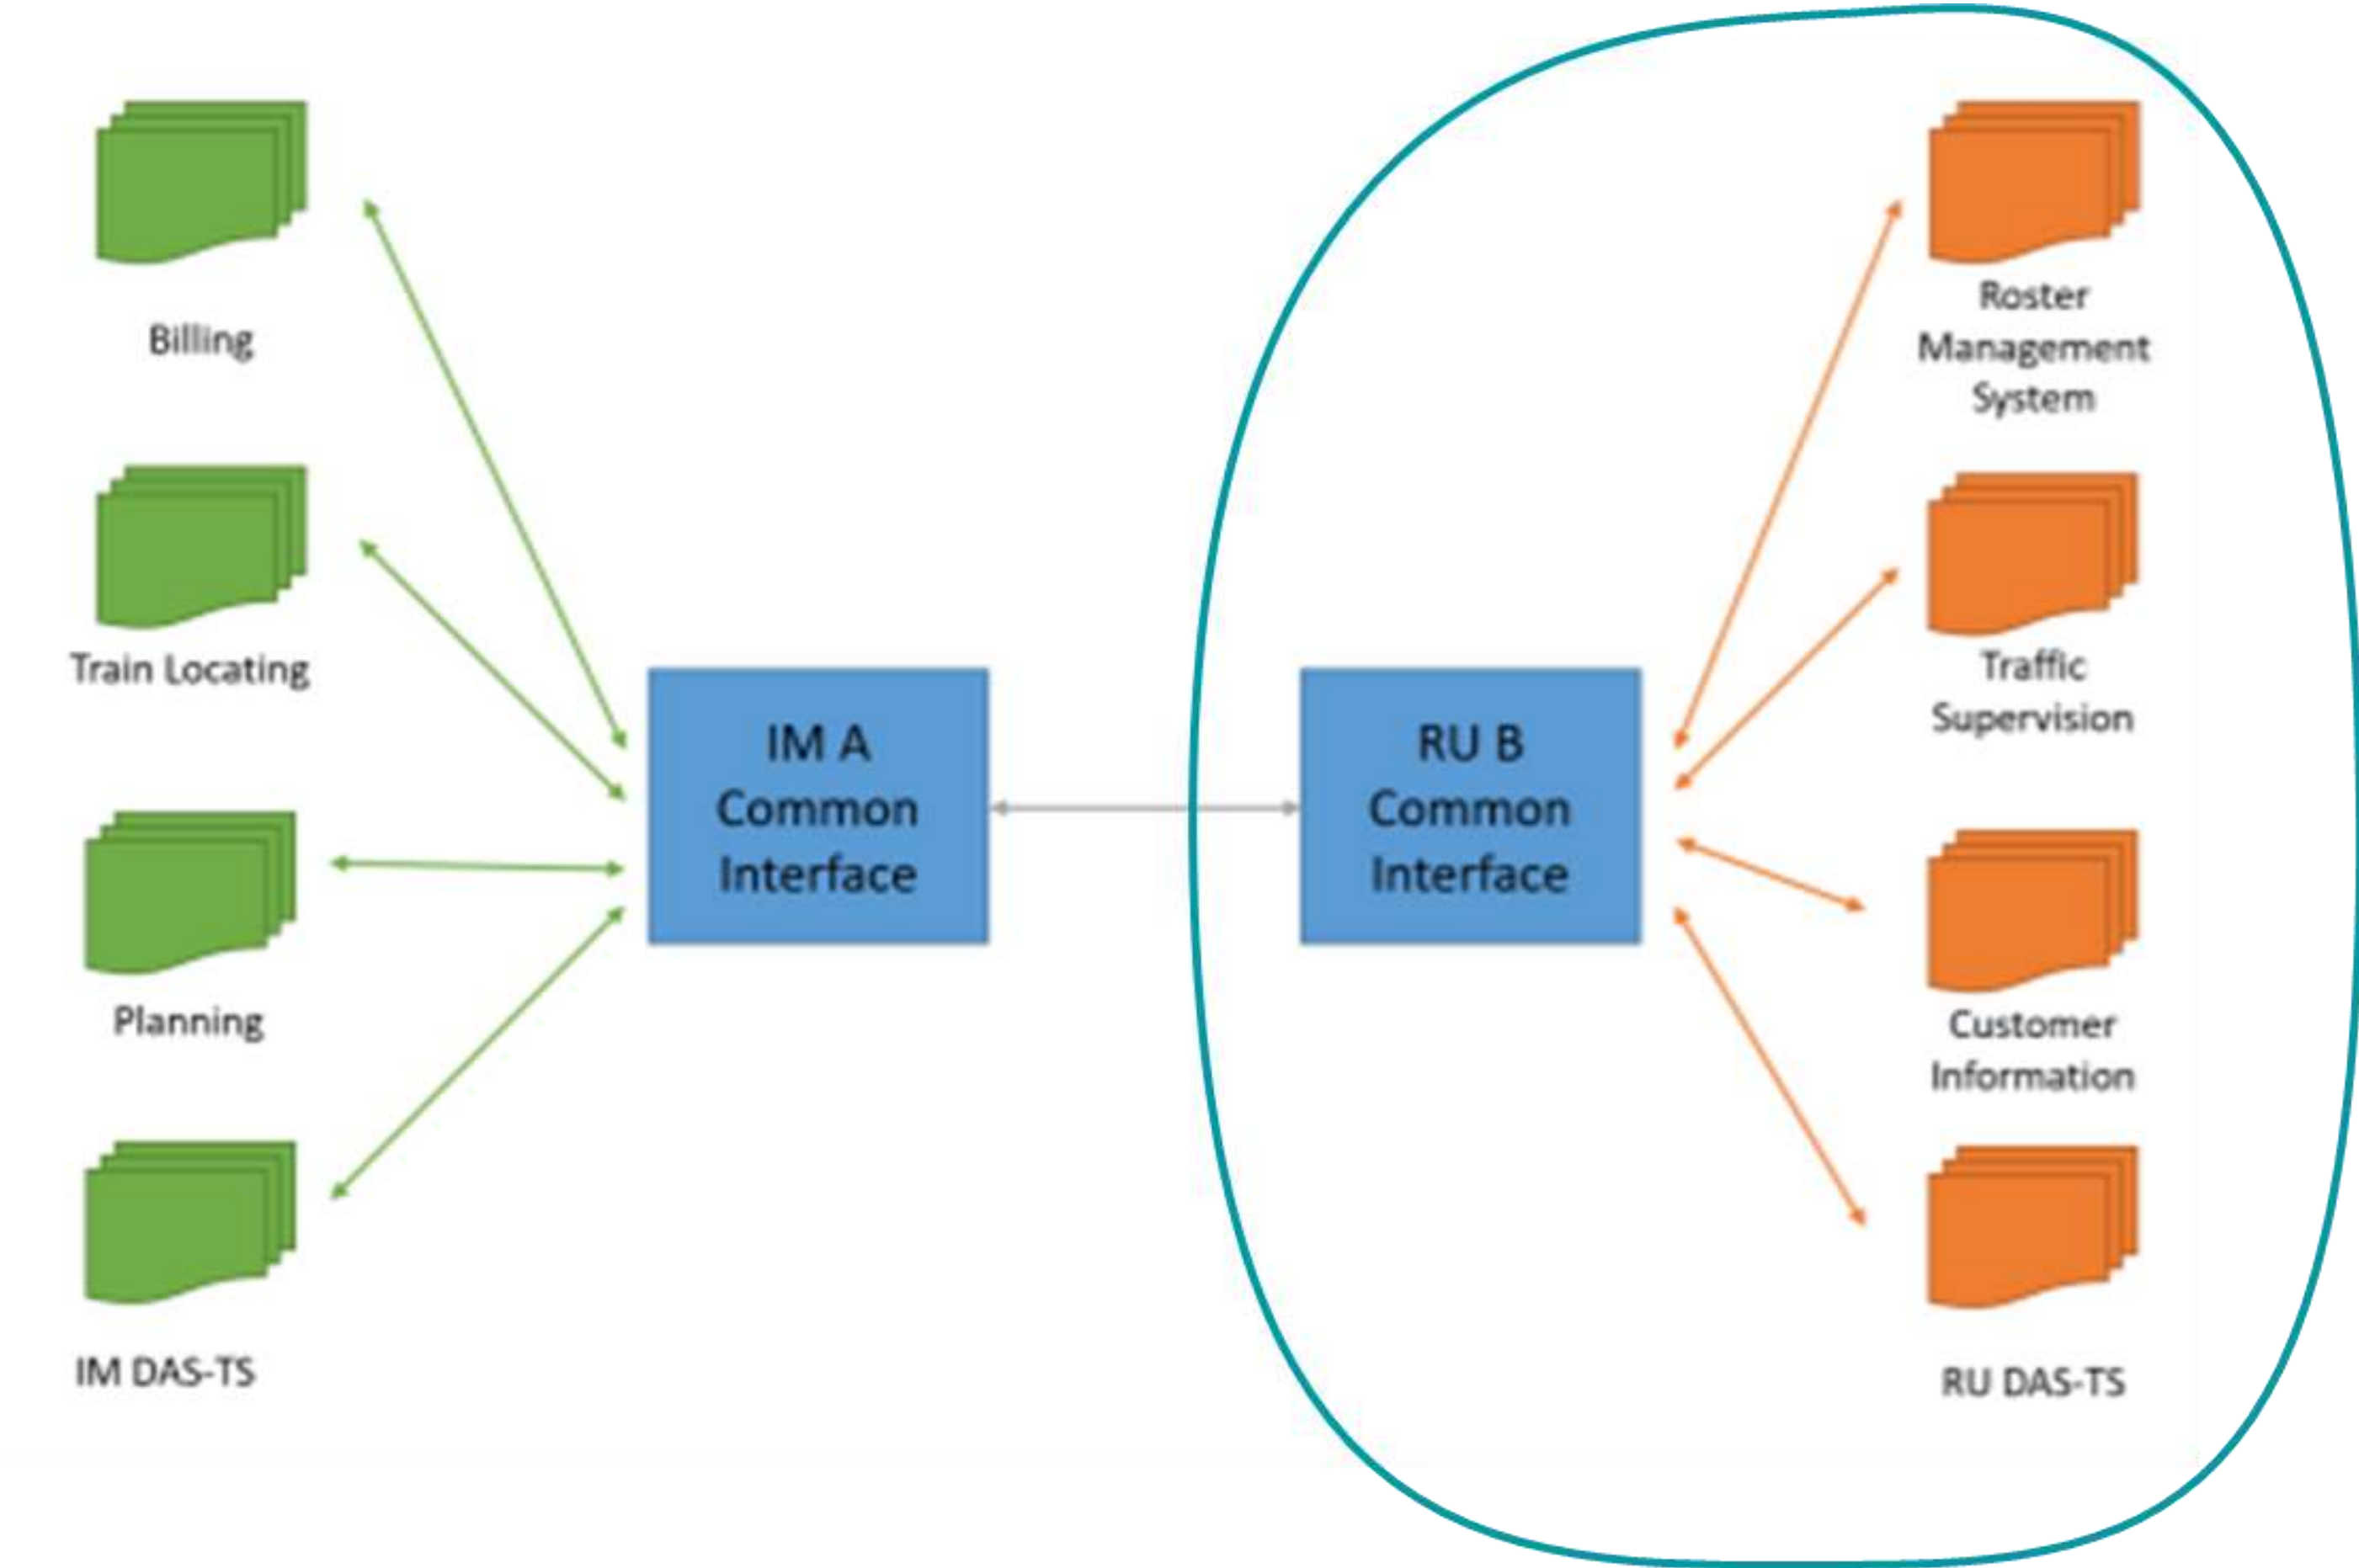 Billing
Train Locating
Planning
IM DAS-TS
IM A
Common
Interface
RU B
Common
Interface
Roster
Management
System
Traffic
Supervision
Customer
Information
RU DAS-TS